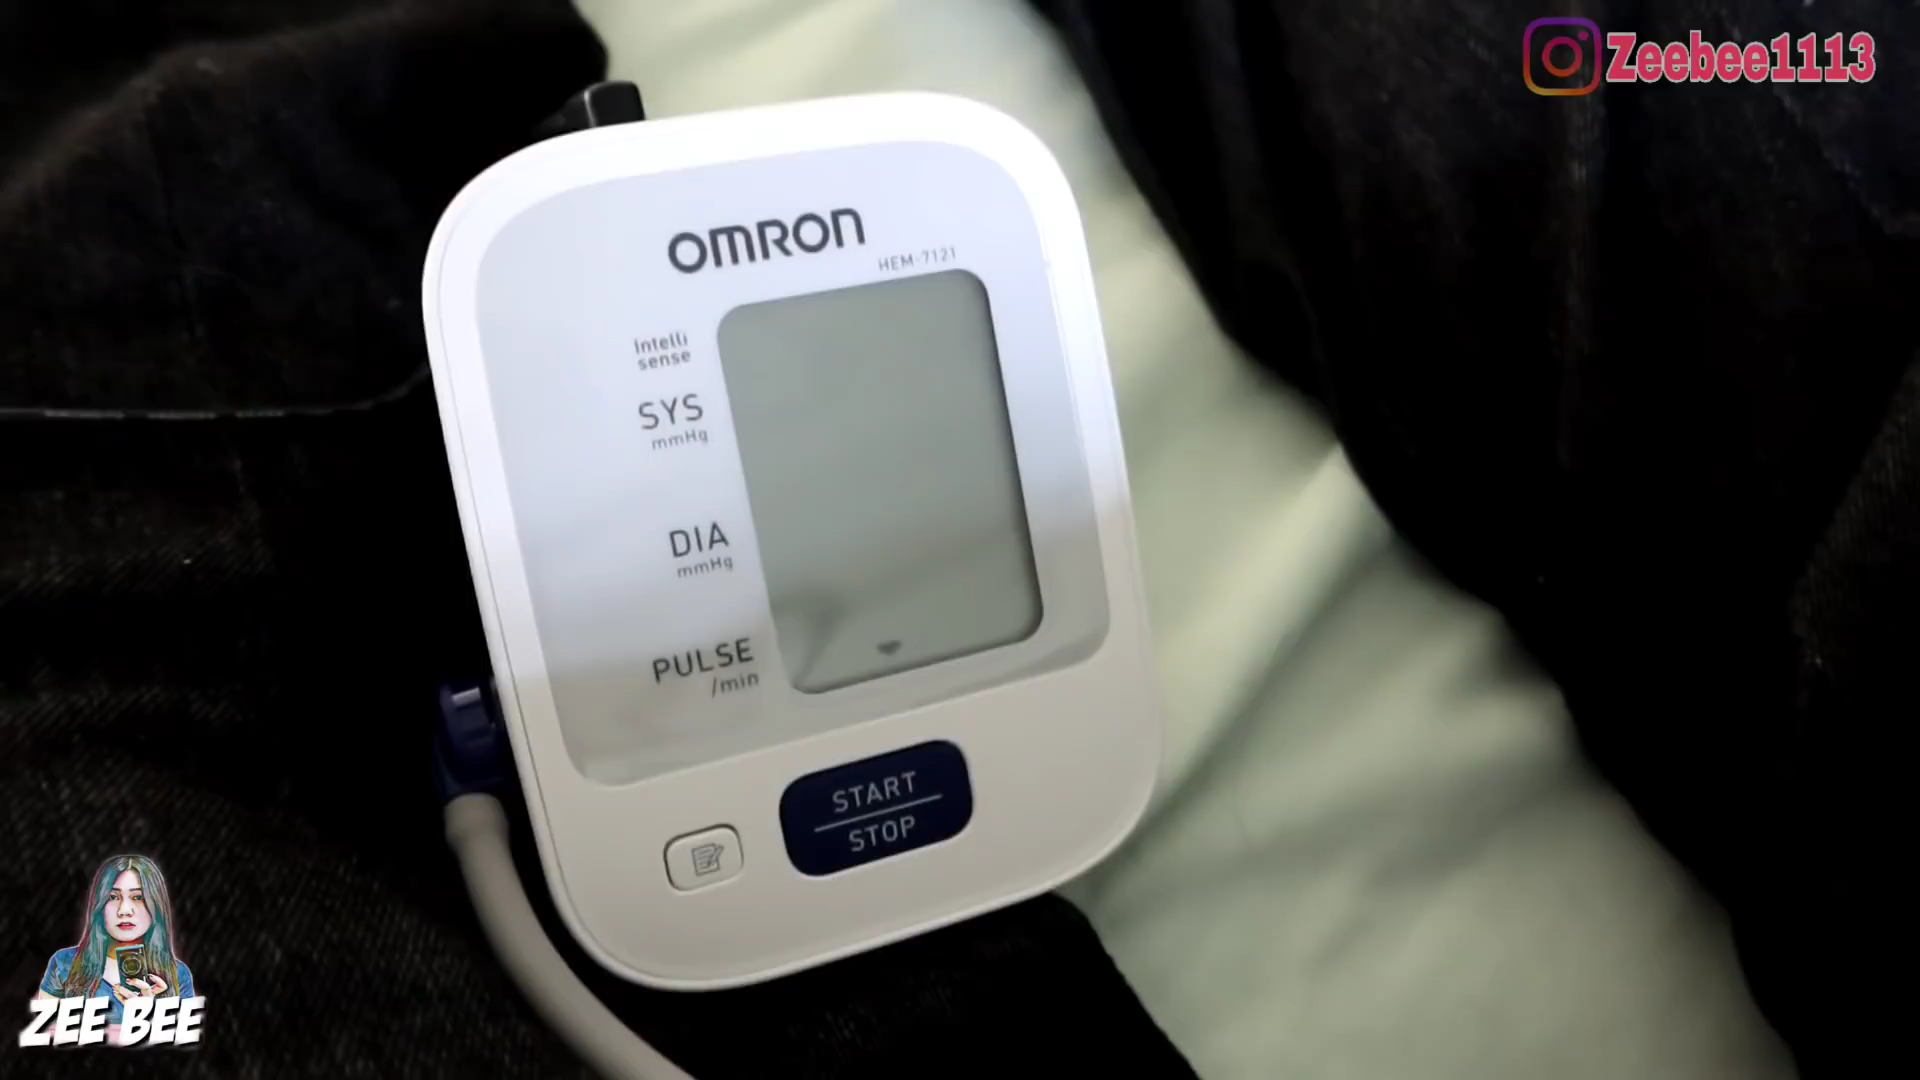 Zeebee1113
OMRON
HEM-7121
Intelli
sense
SYS
mmHg
DIA
mmHg
PULSE
/min
START
STOP
ZEE BEE